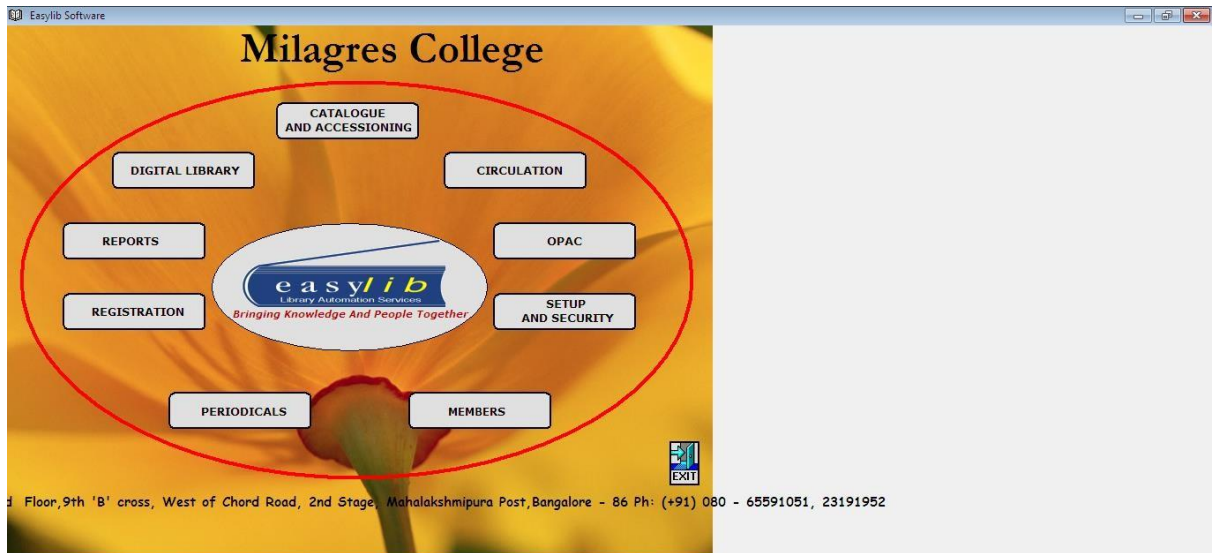 Easylib Software
Milagres College
CATALOGUE
AND ACCESSIONING
DIGITAL LIBRARY
CIRCULATION
REPORTS
OPAC
easylib
Library Automation Services
Bringing Knowledge And People Together
REGISTRATION
SETUP
AND SECURITY
PERIODICALS
MEMBERS
EXIT
Floor,9th 'B' cross, West of Chord Road, 2nd Stage, Mahalakshmipura Post,Bangalore - 86 Ph: (+91) 080 - 65591051, 23191952